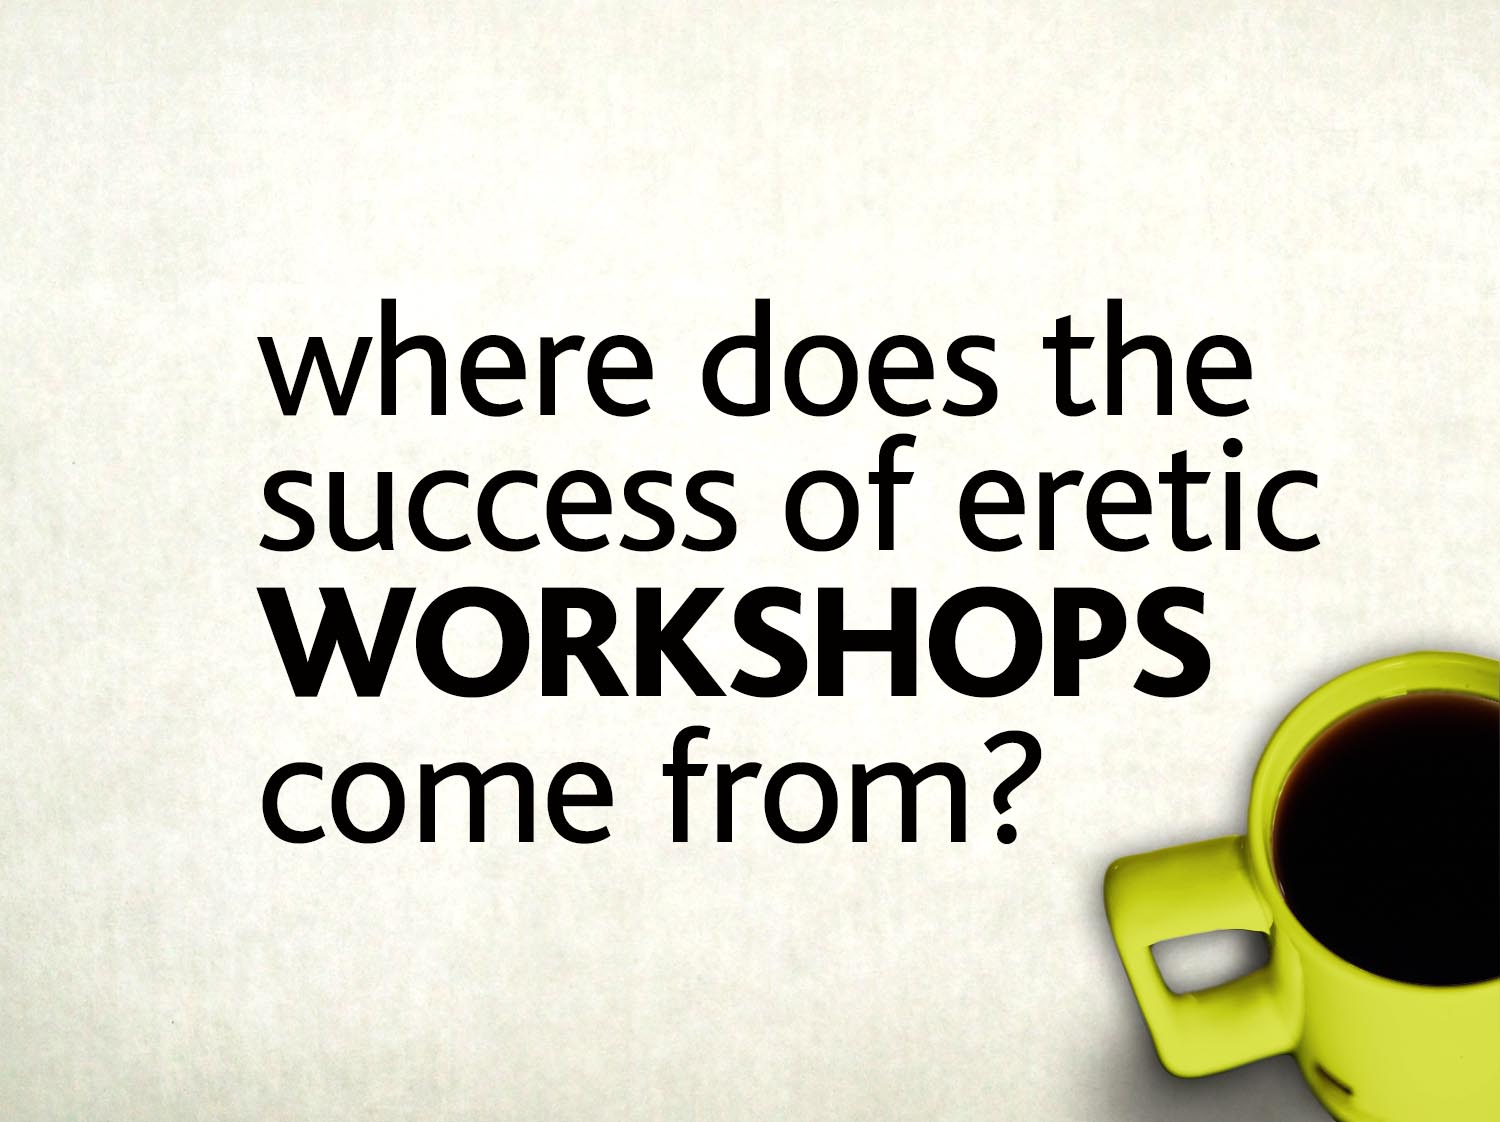 where does the
success of eretic
WORKSHOPS
come from?